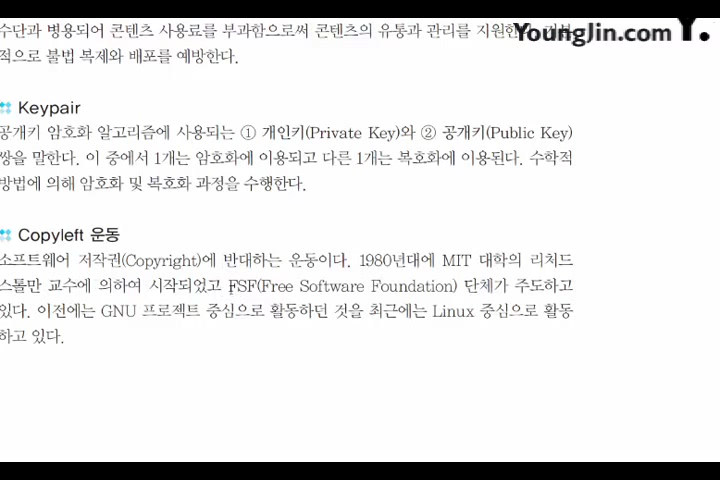 수단과 병용되어 콘텐츠 사용료를 부과함으로써 콘텐츠의 유통과 관리를 지원한
YoungJin.com Y.
적으로 불법 복제와 배포를 예방한다.
Keypair
공개키 암호화 알고리즘에 사용되는 ① 개인키(Private Key)와 ② 공개키(Public Key)
쌍을 말한다. 이 중에서 1개는 암호화에 이용되고 다른 1개는 복호화에 이용된다. 수학적
방법에 의해 암호화 및 복호화 과정을 수행한다.
Copyleft 운동
소프트웨어 저작권(Copyright)에 반대하는 운동이다. 1980년대에 MIT 대학의 리처드
스톨만 교수에 의하여 시작되었고 FSF(Free Software Foundation) 단체가 주도하고
있다. 이전에는 GNU 프로젝트 중심으로 활동하던 것을 최근에는 Linux 중심으로 활동
하고 있다.